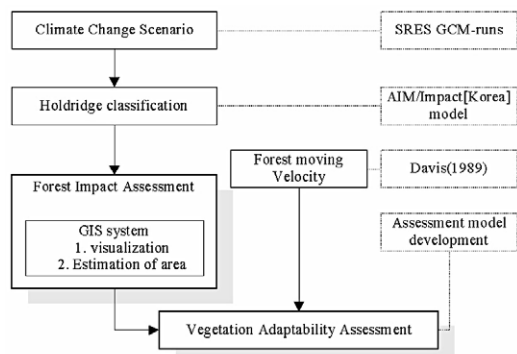 Climate Change Scenario
SRES GCM-runs
Holdridge classification
AIM/Impact[Korea]
model
Forest Impact Assessment
GIS system
1. visualization
2. Estimation of area
Forest moving
Velocity
Davis(1989)
Assessment model
development
Vegetation Adaptability Assessment